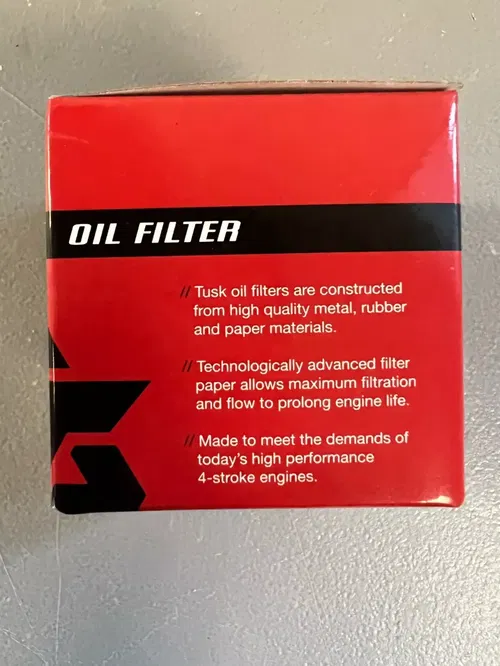 OIL FILTER
// Tusk oil filters are constructed
from high quality metal, rubber
and paper materials.
// Technologically advanced filter
paper allows maximum filtration
and flow to prolong engine life.
// Made to meet the demands of
today's high performance
4-stroke engines.